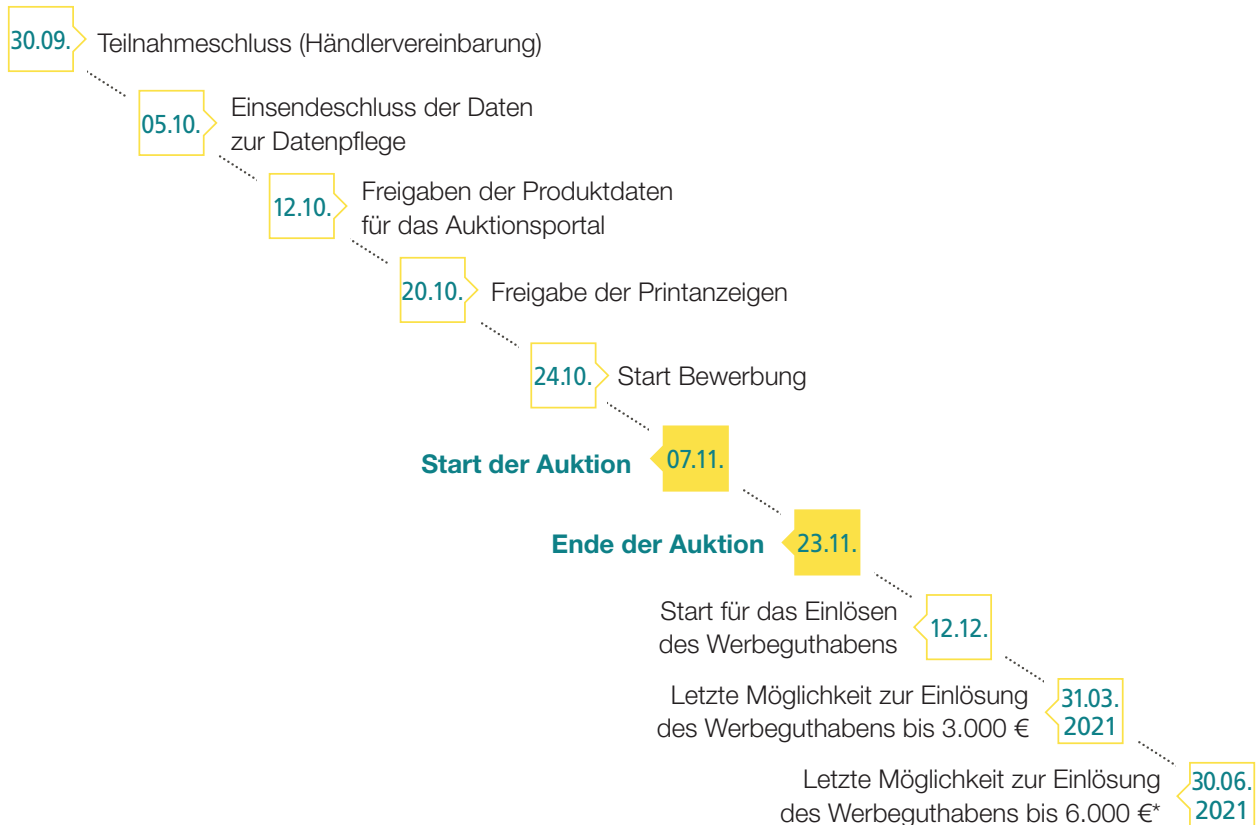 30.09.
Teilnahmeschluss (Händlervereinbarung)
05.10.
Einsendeschluss der Daten
zur Datenpflege
12.10.
Freigaben der Produktdaten
für das Auktionsportal
20.10.
Freigabe der Printanzeigen
24.10.
Start Bewerbung
Start der Auktion
07.11.
Ende der Auktion
23.11.
Start für das Einlösen
des Werbeguthabens
12.12.
Letzte Möglichkeit zur Einlösung
des Werbeguthabens bis 3.000 €
31.03.
2021
Letzte Möglichkeit zur Einlösung
des Werbeguthabens bis 6.000 €*
30.06.
2021